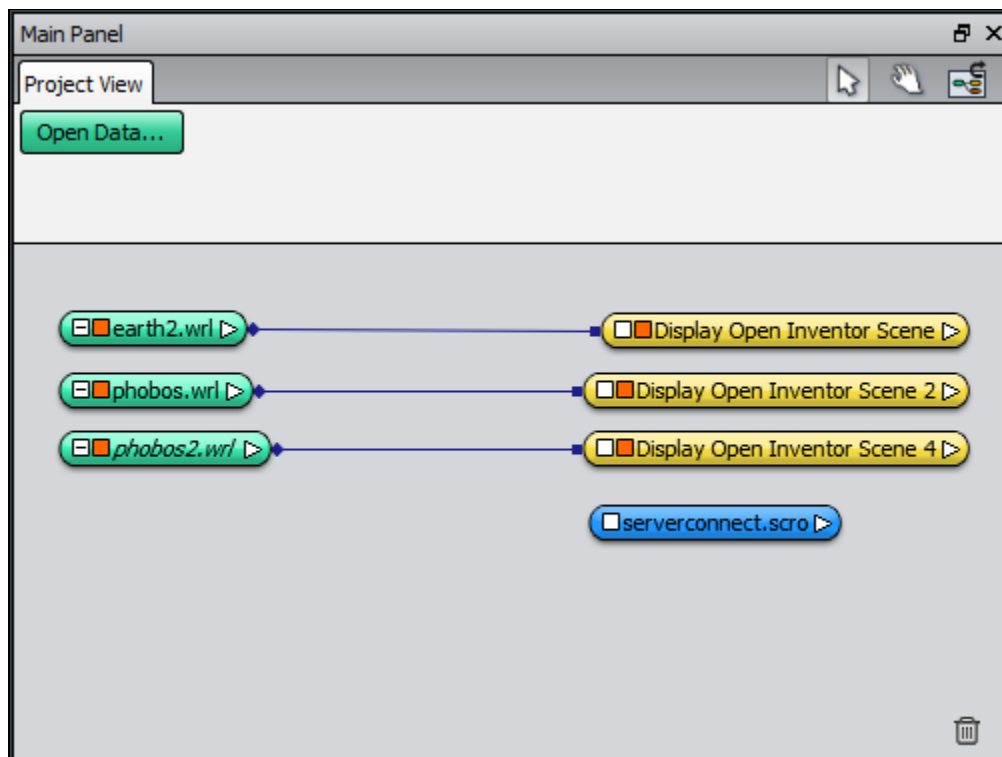 Main Panel
Project View
Open Data...
earth2.wrl
Display Open Inventor Scene
phobos.wrl
Display Open Inventor Scene 2
phobos2.wrl
Display Open Inventor Scene 4
serverconnect.scro